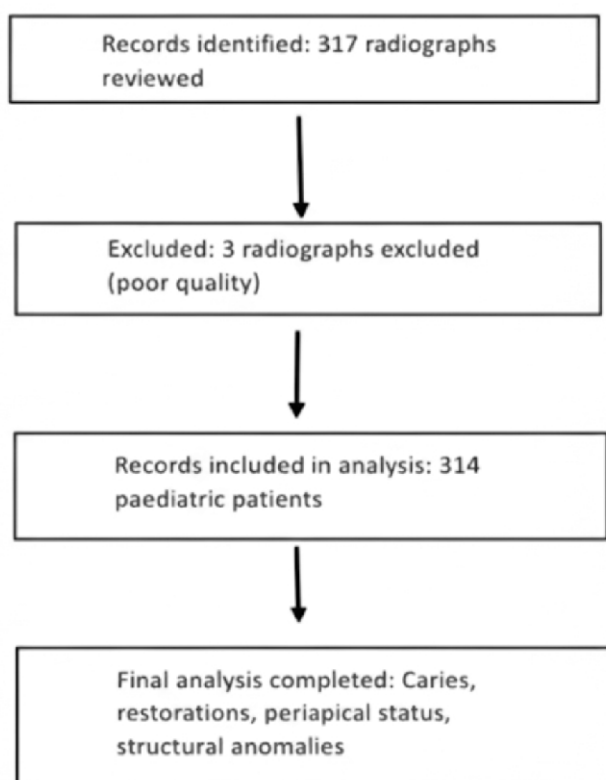 Records identified: 317 radiographs
reviewed
Excluded: 3 radiographs excluded
(poor quality)
Records included in analysis: 314
paediatric patients
Final analysis completed: Caries,
restorations, periapical status,
structural anomalies